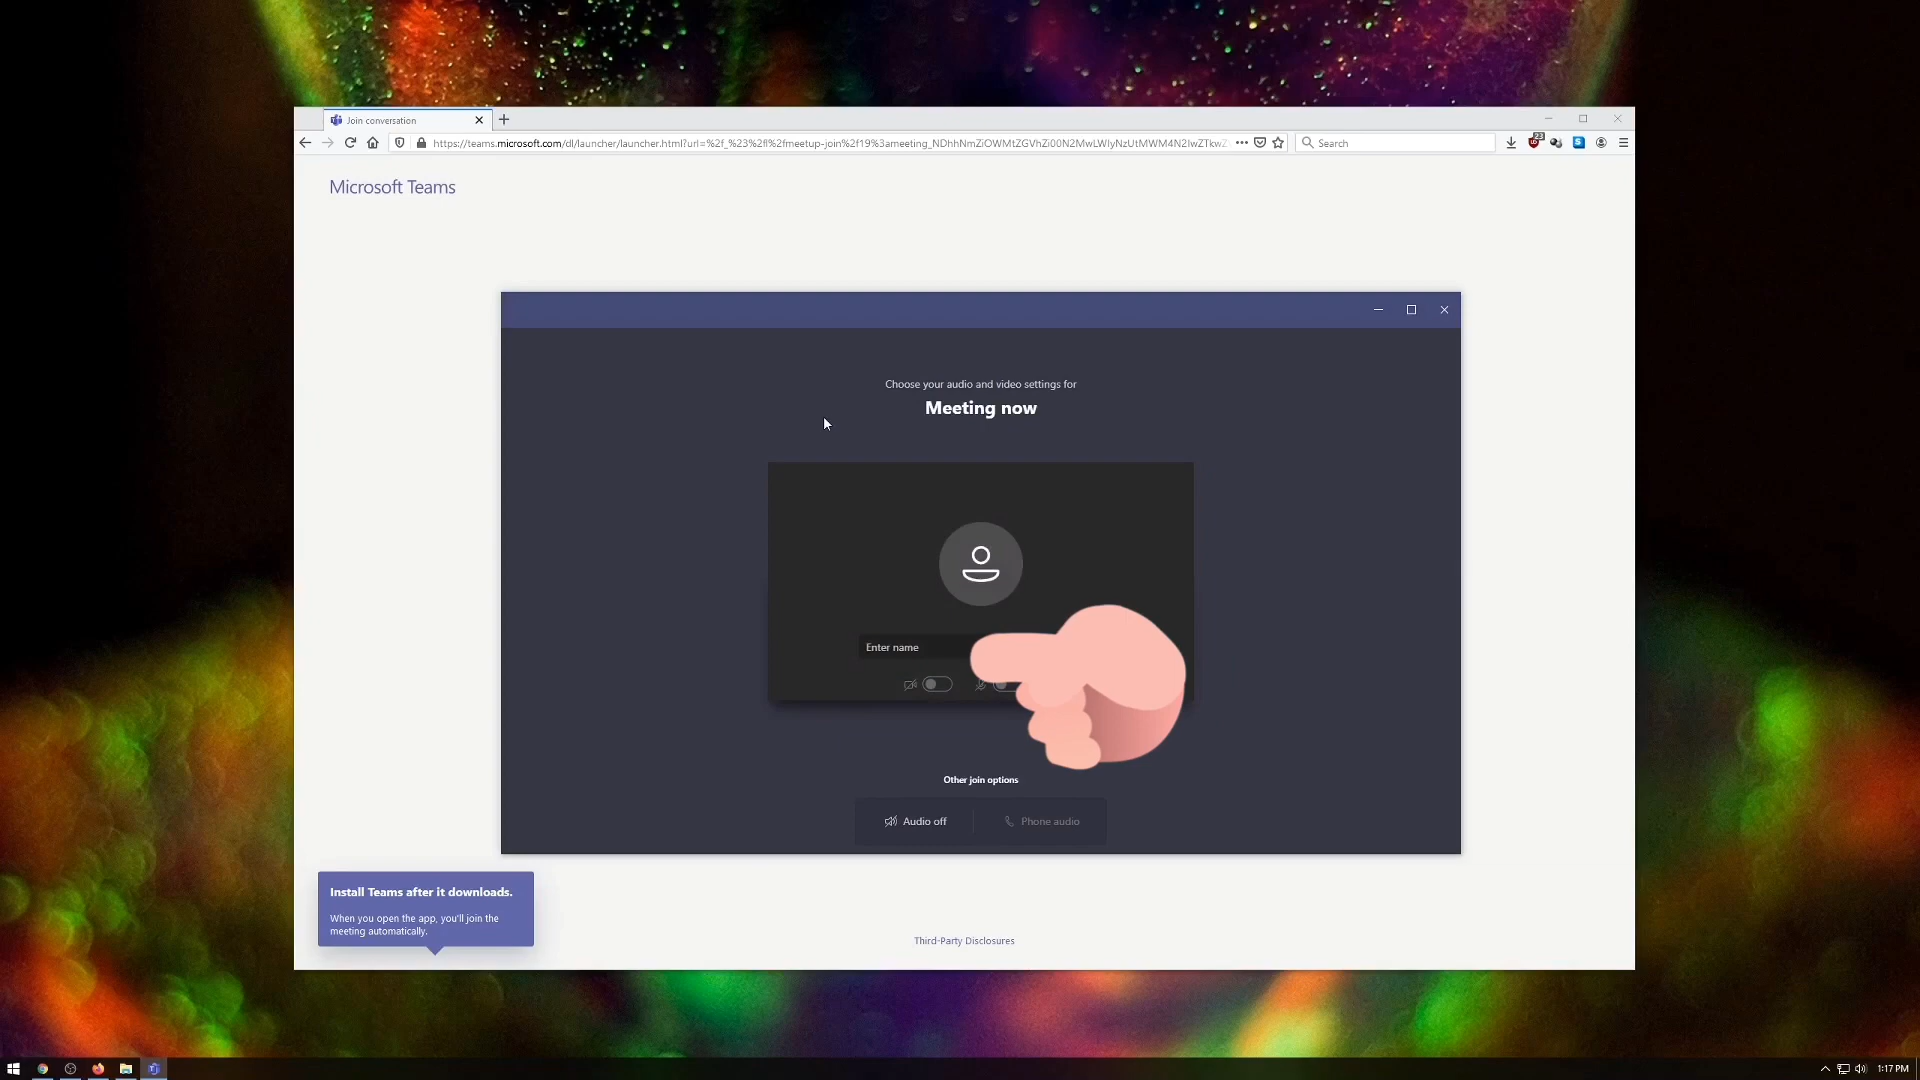 Join conversation
https://teams.microsoft.com/dl/launcher/launcher.html?url=%2f_%23%2fl%2fmeetup-join%2f19%3ameeting_
Search
23
Microsoft Teams
Choose your audio and video settings for
Meeting now
Enter name
Other join options
Audio off
Phone audio
Install Teams after it downloads.
When you open the app, you'll join the
meeting automatically.
Third-Party Disclosures
1:17 PM